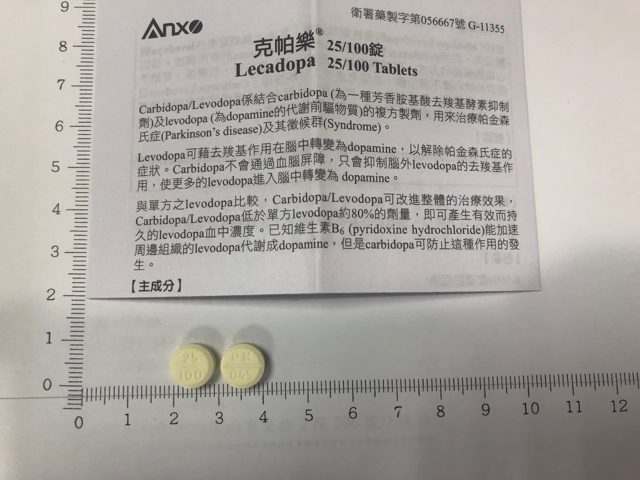 Anxo
衛署藥製字第056667號 G-11355
克帕樂® 25/100錠
Lecadopa 25/100 Tablets
Carbidopa/Levodopa係結合carbidopa (為一種芳香胺基酸去羧基酵素抑制
劑)及levodopa (為dopamine的代謝前驅物質)的複方製劑，用來治療帕金森
氏症(Parkinson's disease)及其徵候群(Syndrome)。
Levodopa可藉去羧基作用在腦中轉變為dopamine，以解除帕金森氏症的
症狀。Carbidopa不會通過血腦屏障，只會抑制腦外levodopa的去羧基作
用，使更多的levodopa進入腦中轉變為 dopamine。
與單方之levodopa比較，Carbidopa/Levodopa可改進整體的治療效果，
Carbidopa/Levodopa低於單方levodopa約80%的劑量，即可產生有效而持
久的levodopa血中濃度。已知維生素B₆ (pyridoxine hydrochloride)能加速
周邊組織的levodopa代謝成dopamine，但是carbidopa可防止這種作用的發
生。
【主成分】
9
8
7
6
5
4
3
2
1
0
25
100
PM
046
0 1 2 3 4 5 6 7 8 9 10 11 12